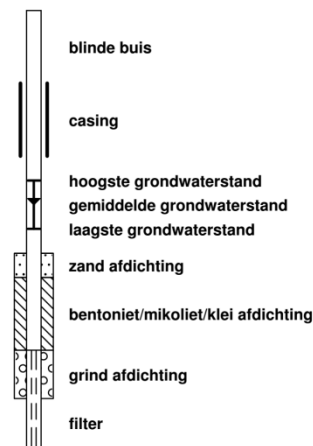 blinde buis
casing
hoogste grondwaterstand
gemiddelde grondwaterstand
laagste grondwaterstand
zand afdichting
bentoniet/mikoliet/klei afdichting
grind afdichting
filter